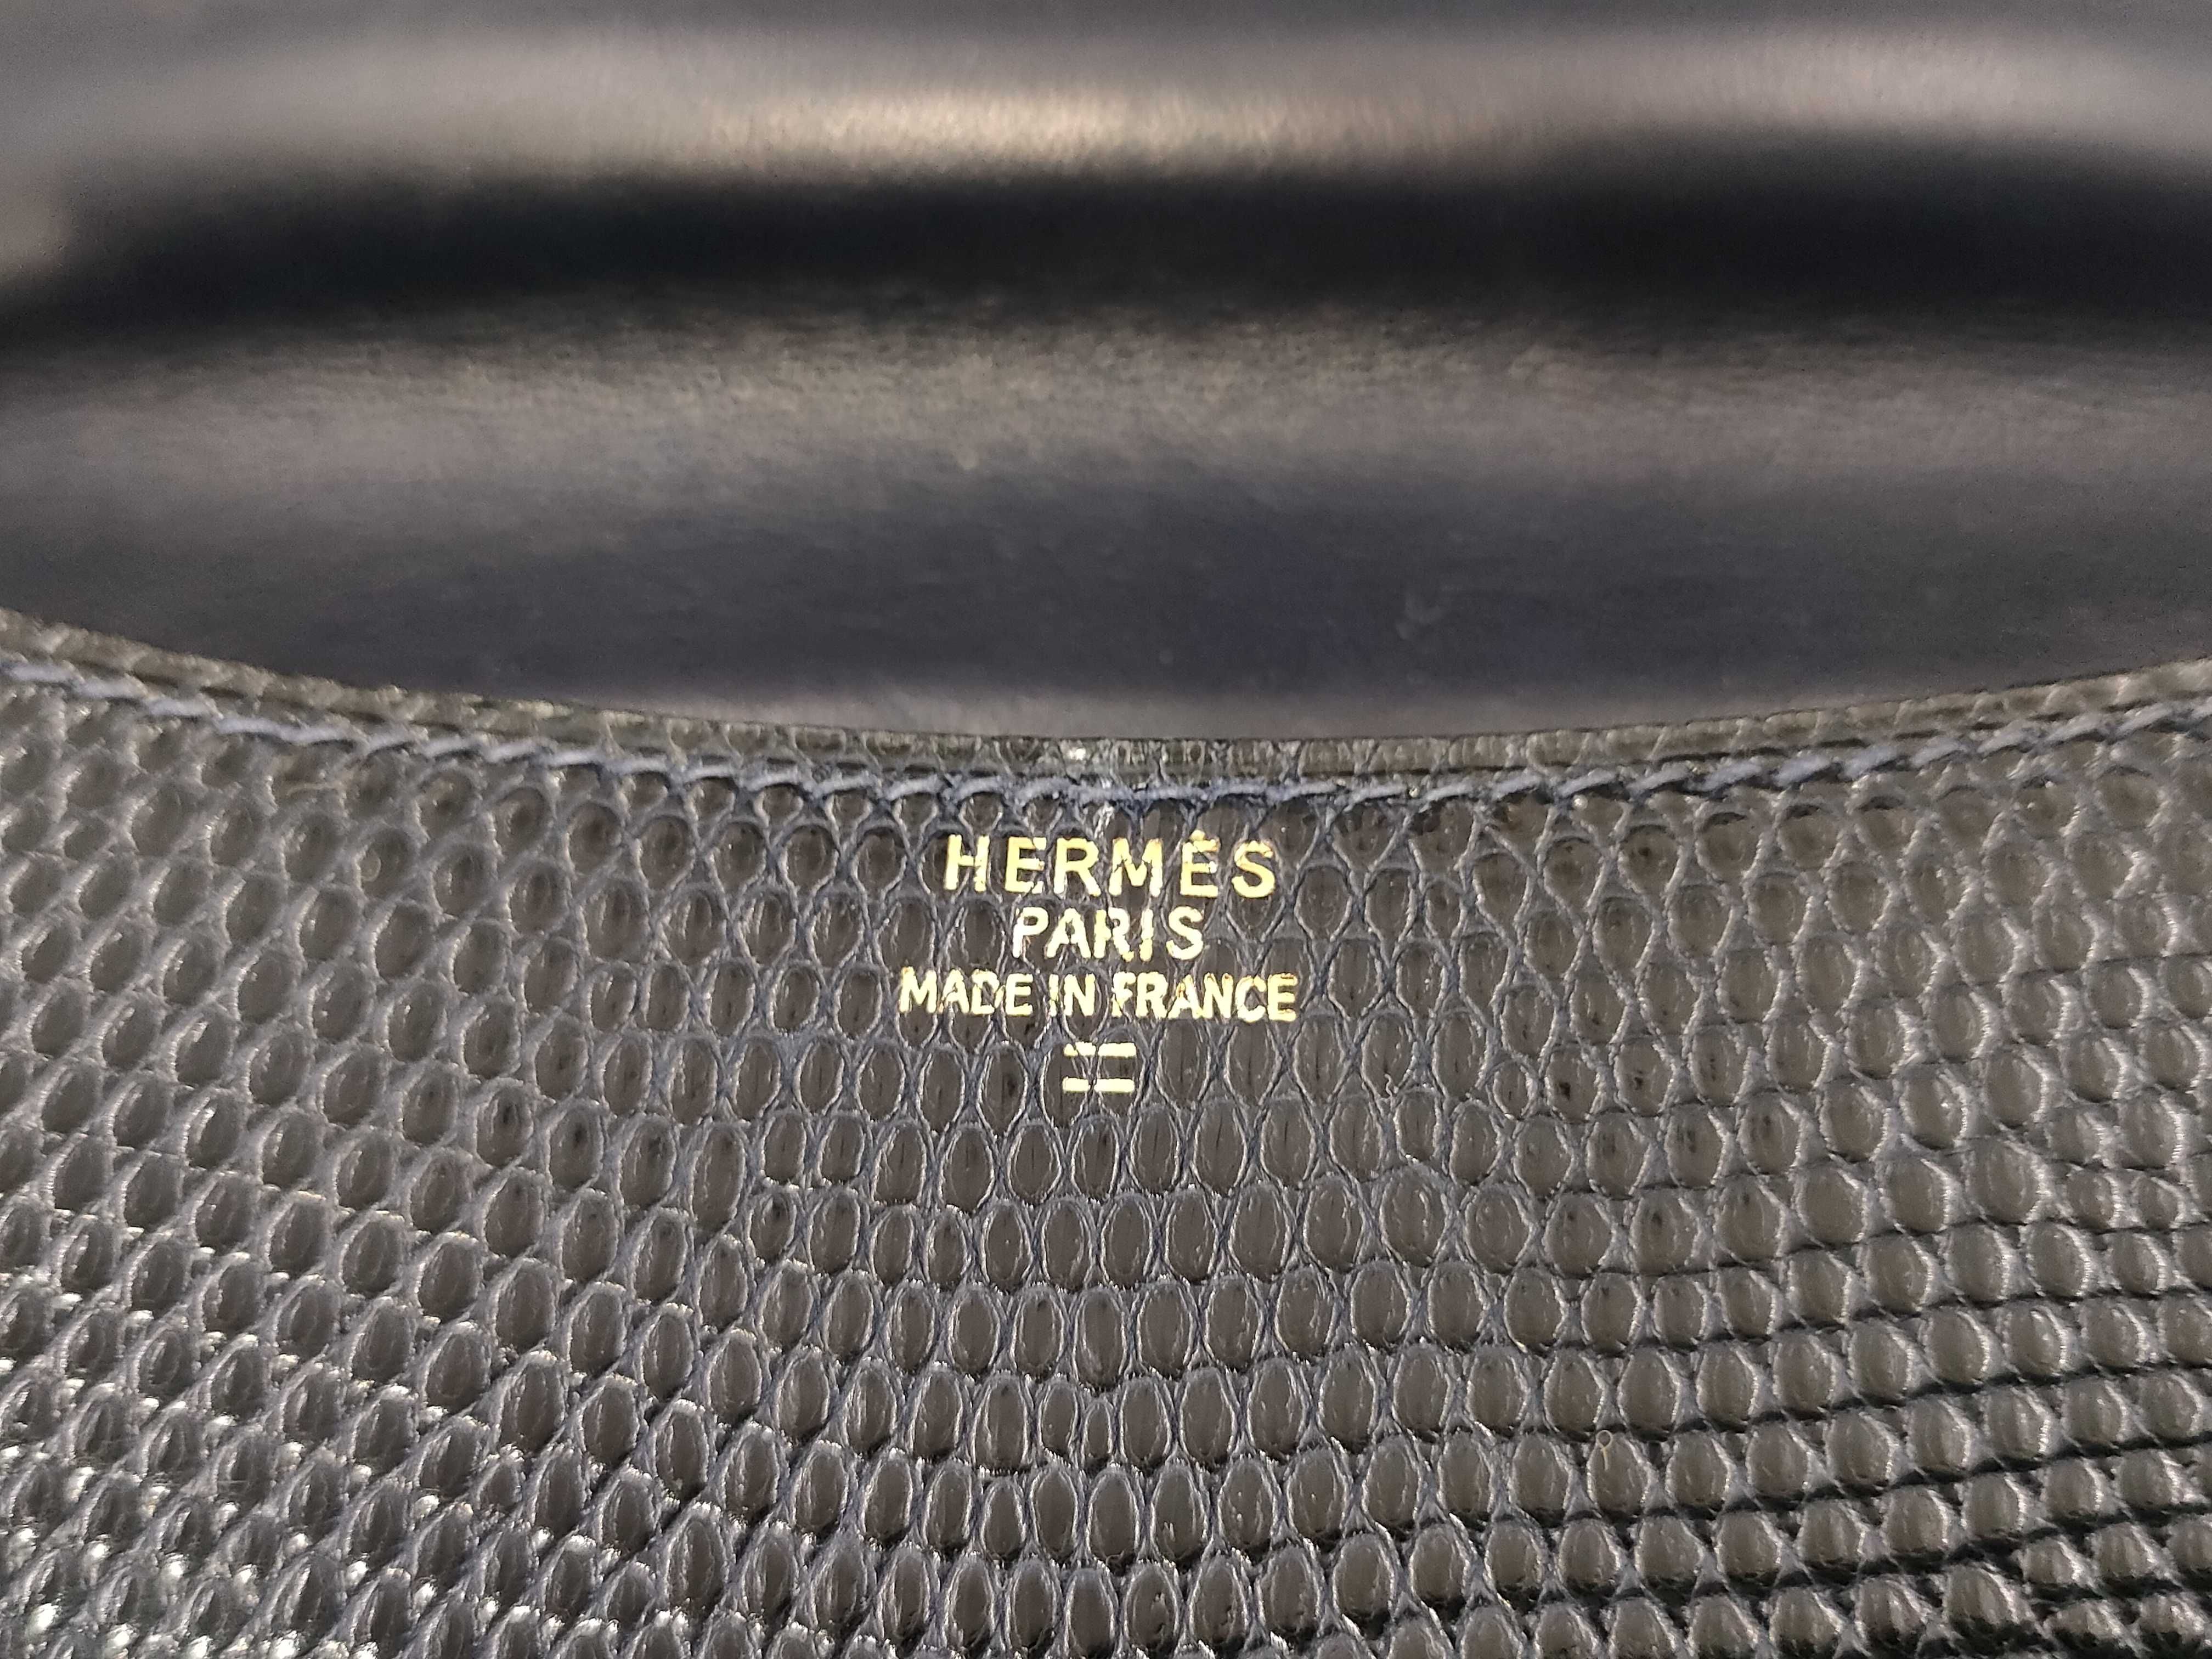 HERMÈS
PARIS
MADE IN FRANCE
=